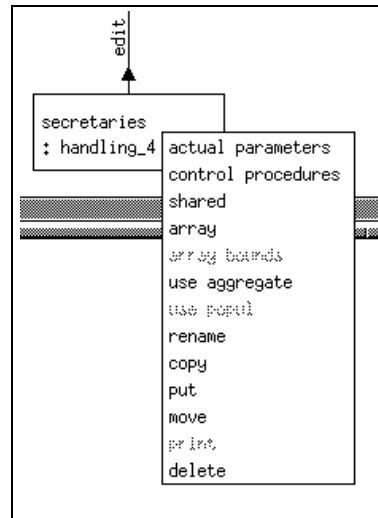 edit
secretaries
: handling_4
actual parameters
control procedures
shared
array
array bounds
use aggregate
use popul
rename
copy
put
move
print
delete